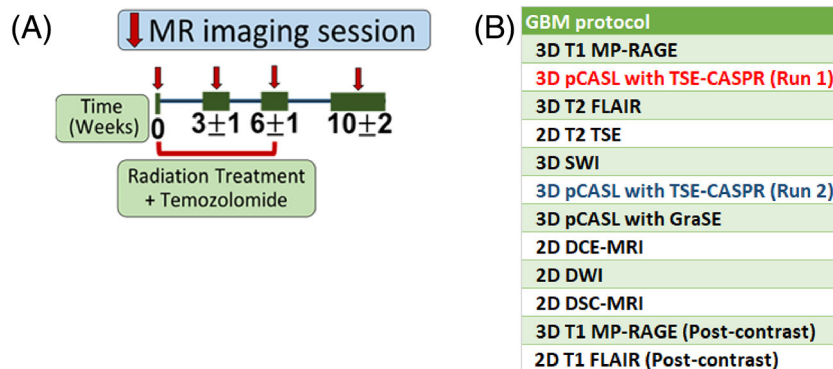 (A)
MR imaging session
Time
(Weeks)
0
3±1
6±1
10±2
Radiation Treatment
+ Temozolomide
(B)
GBM protocol
3D T1 MP-RAGE
3D pCASL with TSE-CASPR (Run 1)
3D T2 FLAIR
2D T2 TSE
3D SWI
3D pCASL with TSE-CASPR (Run 2)
3D pCASL with GraSE
2D DCE-MRI
2D DWI
2D DSC-MRI
3D T1 MP-RAGE (Post-contrast)
2D T1 FLAIR (Post-contrast)